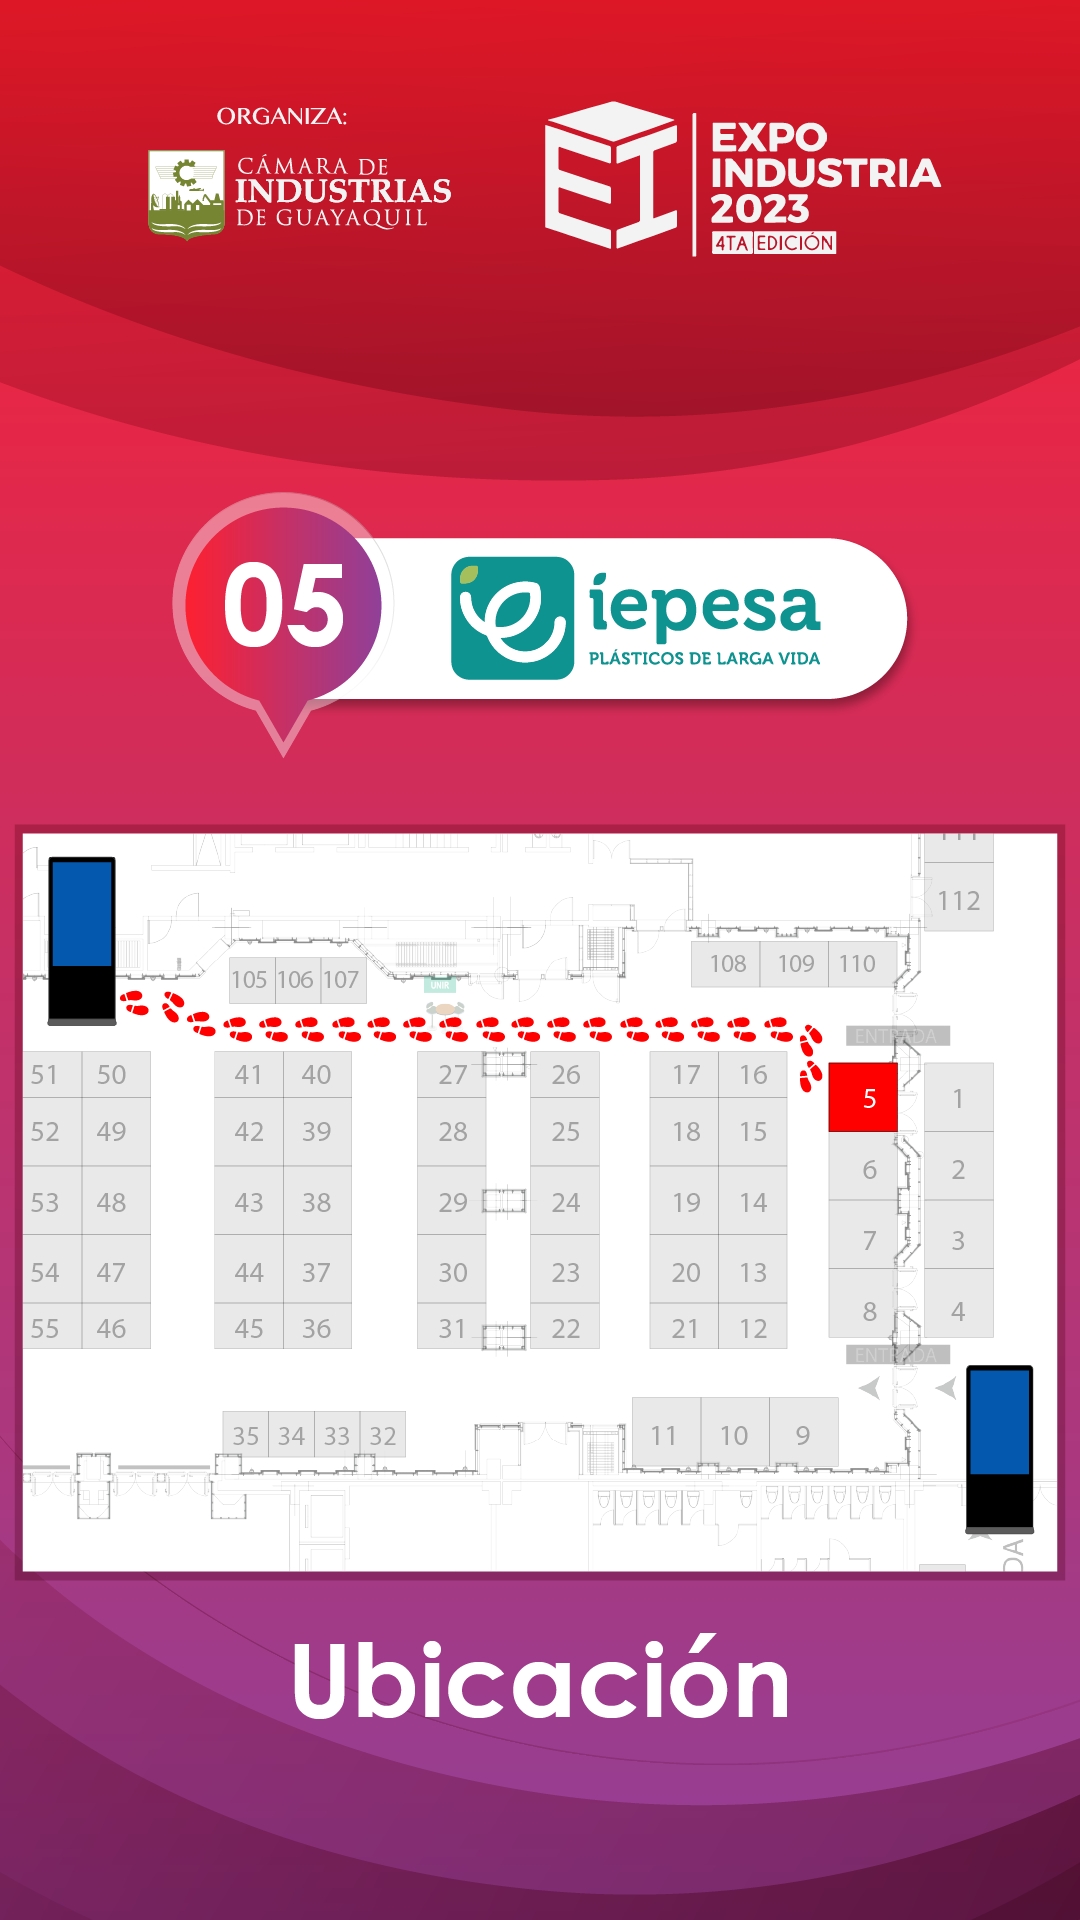 ORGANIZA:
CÁMARA DE
INDUSTRIAS
DE GUAYAQUIL
EI
EXPO
INDUSTRIA
2023
4TA EDICIÓN
05
iepesa
PLÁSTICOS DE LARGA VIDA
112
105 106 107
108 109 110
UNIR
ENTRADA
51 50 41 40 27 26 17 16 5 1
52 49 42 39 28 25 18 15 6 2
53 48 43 38 29 24 19 14 7 3
54 47 44 37 30 23 20 13 8 4
55 46 45 36 31 22 21 12
ENTRADA
35 34 33 32 11 10 9
DA
Ubicación